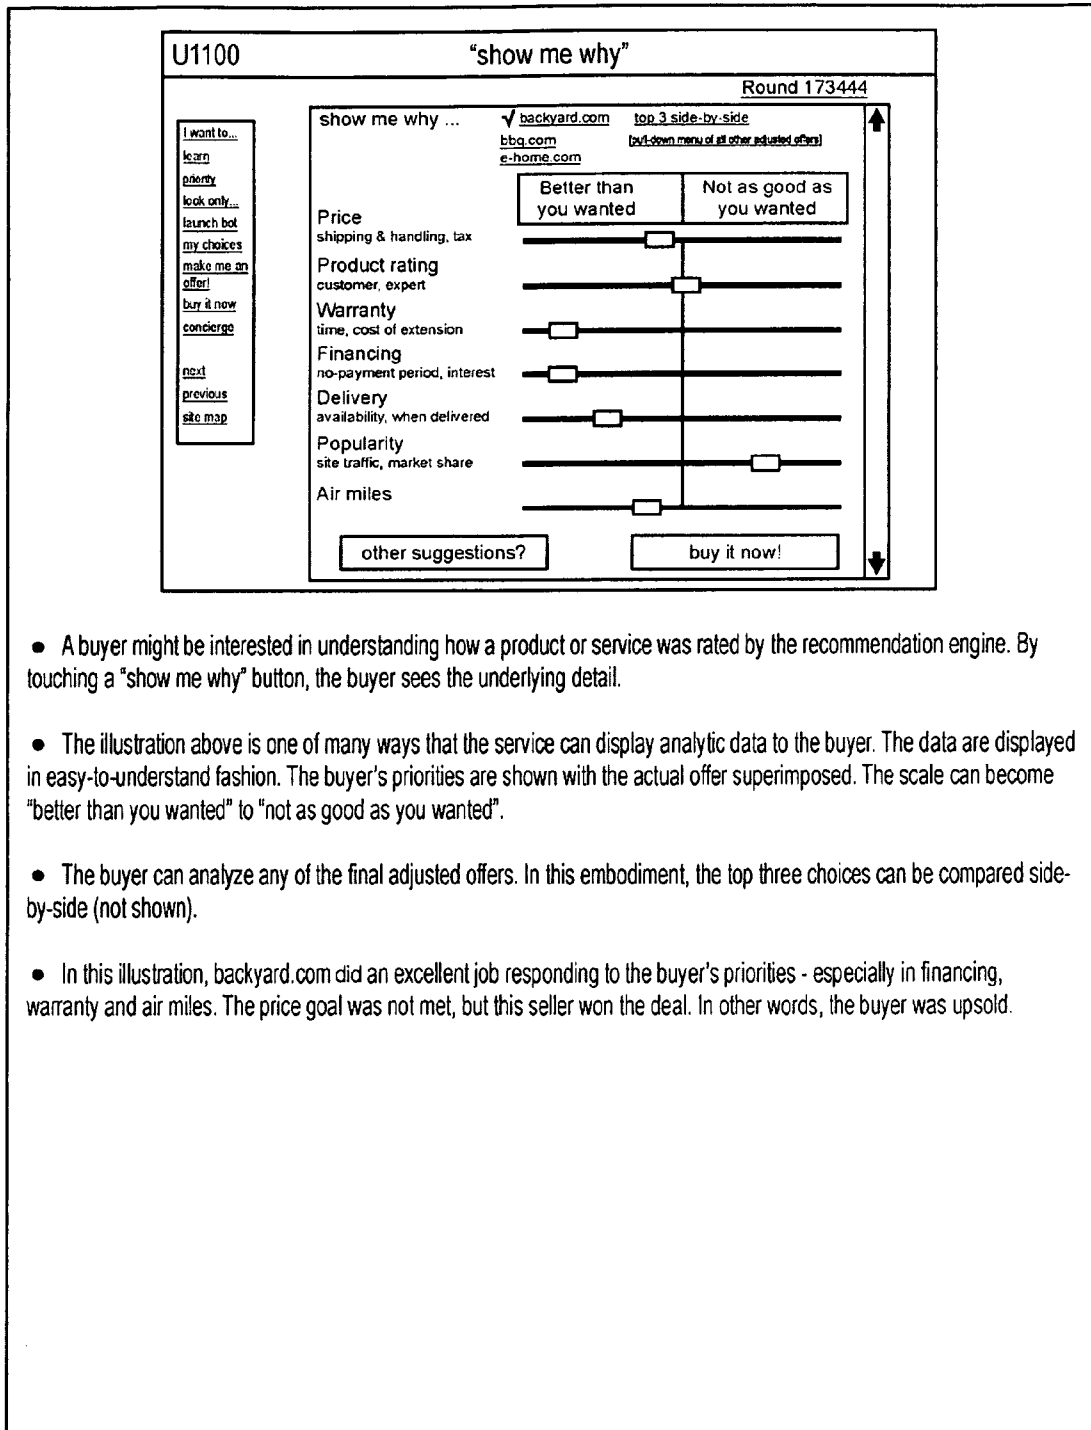 U1100
"show me why"
Round 173444
I want to...
learn
priority
look only...
launch bot
my choices
make me an
offer!
buy it now
concierge
next
previous
site map
show me why ...
√ backyard.com
top 3 side-by-side
bbq.com
[pull-down menu of all other adjusted offers]
e-home.com
Better than
you wanted
Not as good as
you wanted
Price
shipping & handling, tax
Product rating
customer, expert
Warranty
time, cost of extension
Financing
no-payment period, interest
Delivery
availability, when delivered
Popularity
site traffic, market share
Air miles
other suggestions?
buy it now!
● A buyer might be interested in understanding how a product or service was rated by the recommendation engine. By
touching a "show me why" button, the buyer sees the underlying detail.
● The illustration above is one of many ways that the service can display analytic data to the buyer. The data are displayed
in easy-to-understand fashion. The buyer's priorities are shown with the actual offer superimposed. The scale can become
"better than you wanted" to "not as good as you wanted".
● The buyer can analyze any of the final adjusted offers. In this embodiment, the top three choices can be compared side-
by-side (not shown).
● In this illustration, backyard.com did an excellent job responding to the buyer's priorities - especially in financing,
warranty and air miles. The price goal was not met, but this seller won the deal. In other words, the buyer was upsold.